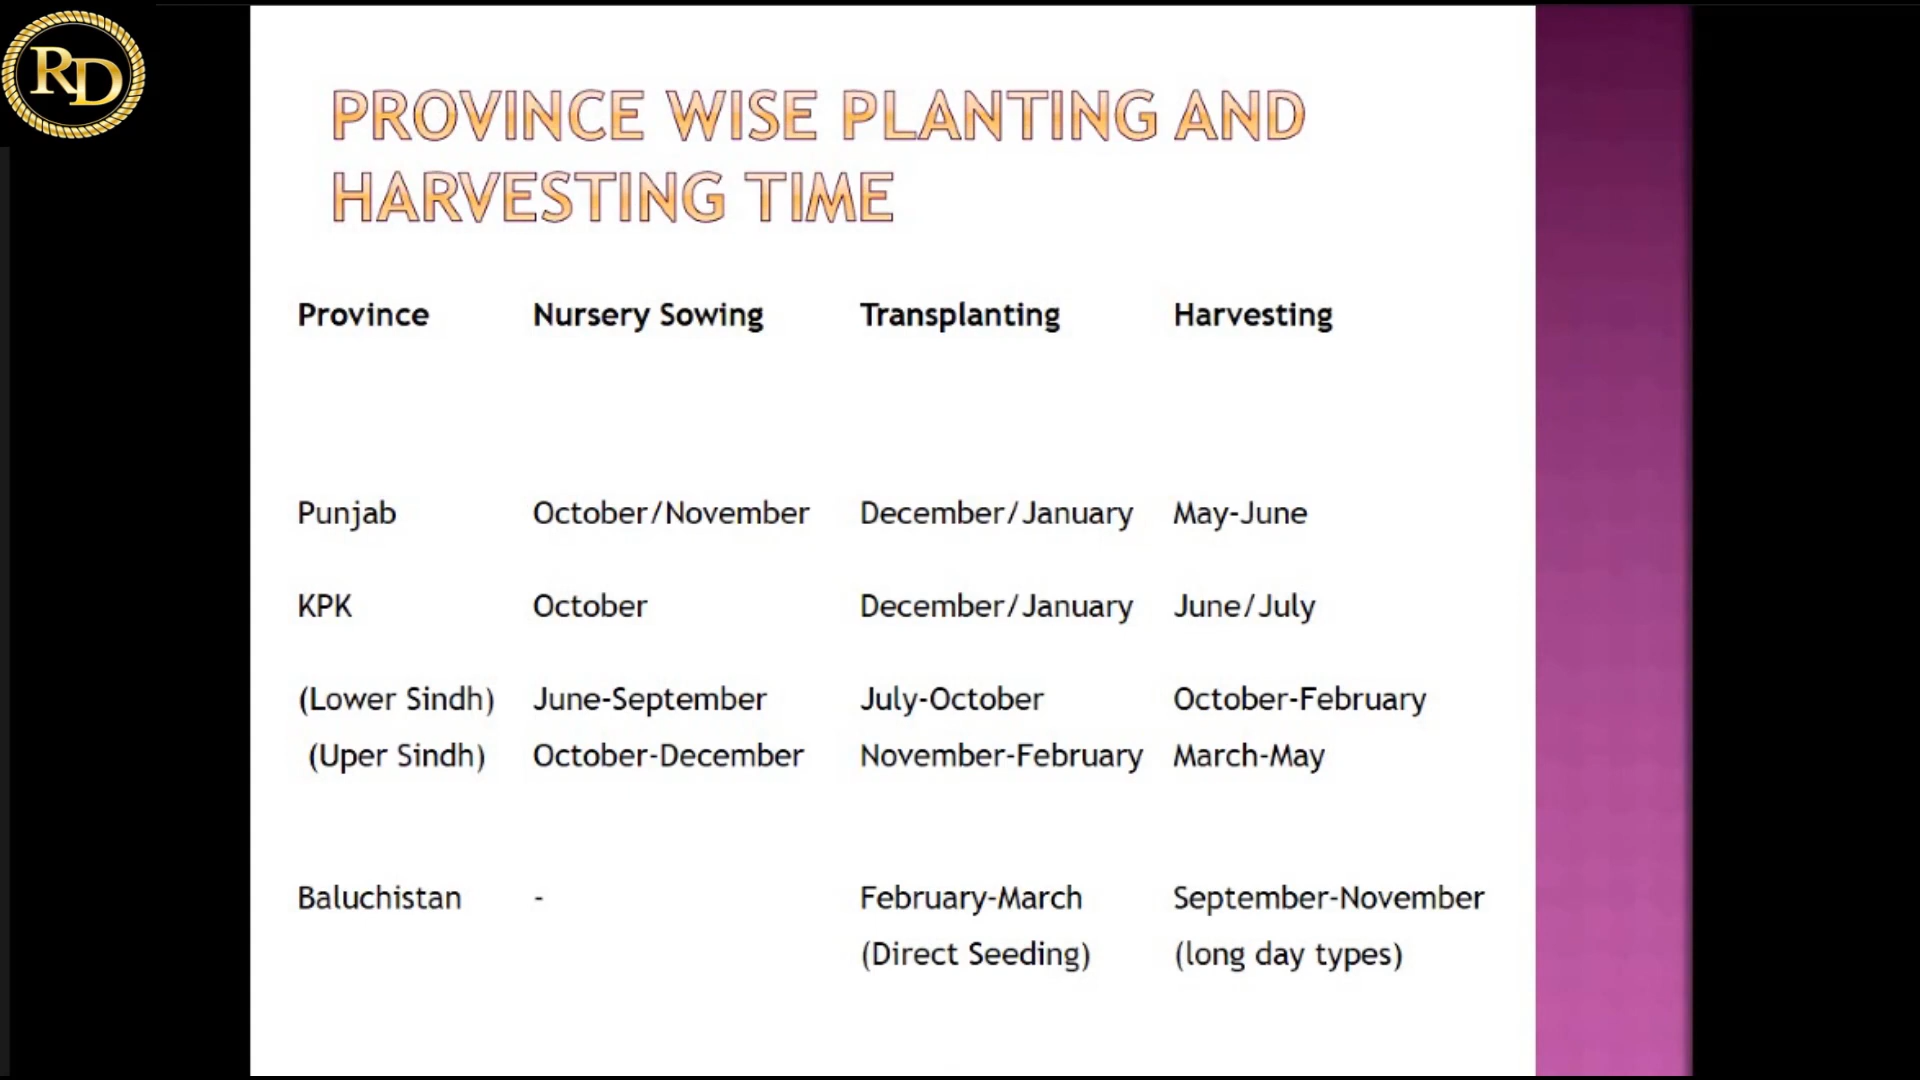 RD
PROVINCE WISE PLANTING AND
HARVESTING TIME
Province Nursery Sowing Transplanting Harvesting
Punjab October/November December/January May-June
KPK October December/January June/July
(Lower Sindh) June-September July-October October-February
(Uper Sindh) October-December November-February March-May
Baluchistan - February-March September-November
(Direct Seeding) (long day types)